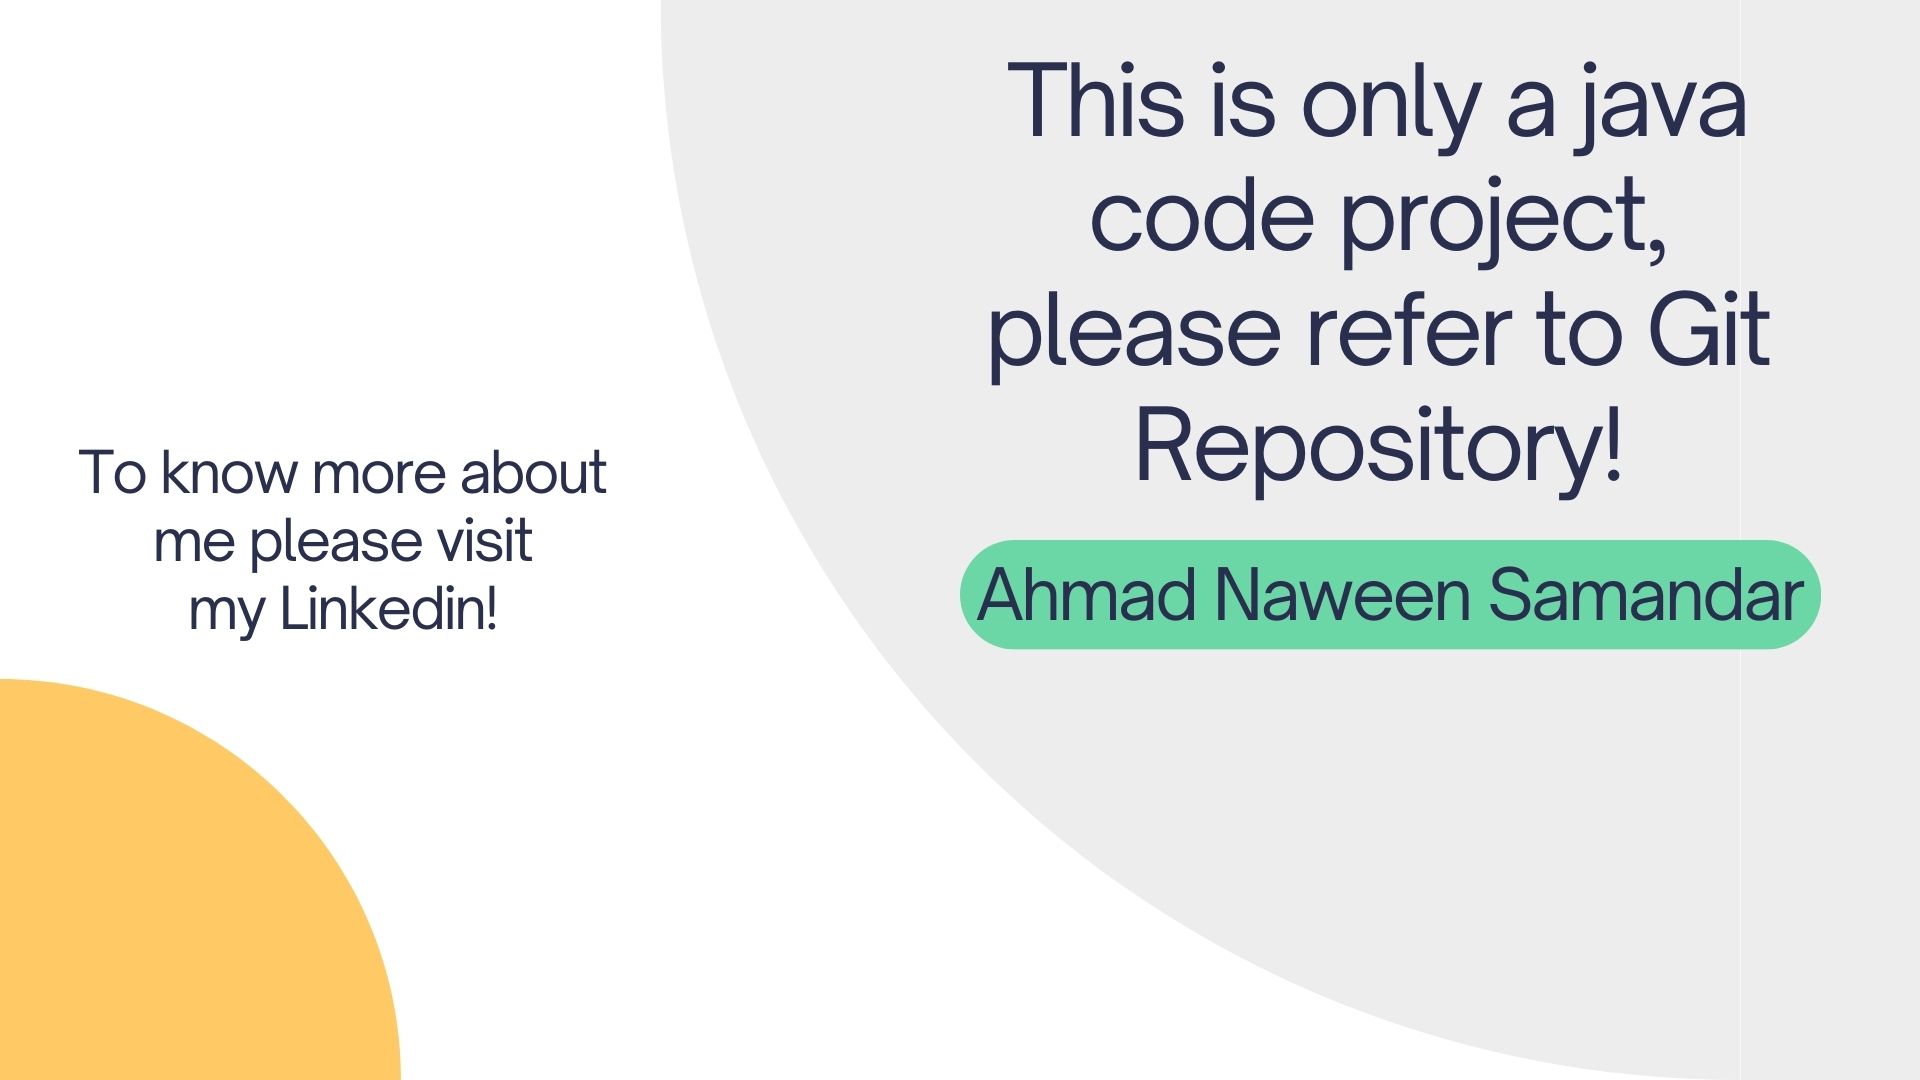 This is only a java
code project,
please refer to Git
Repository!
Ahmad Naween Samandar
To know more about
me please visit
my Linkedin!